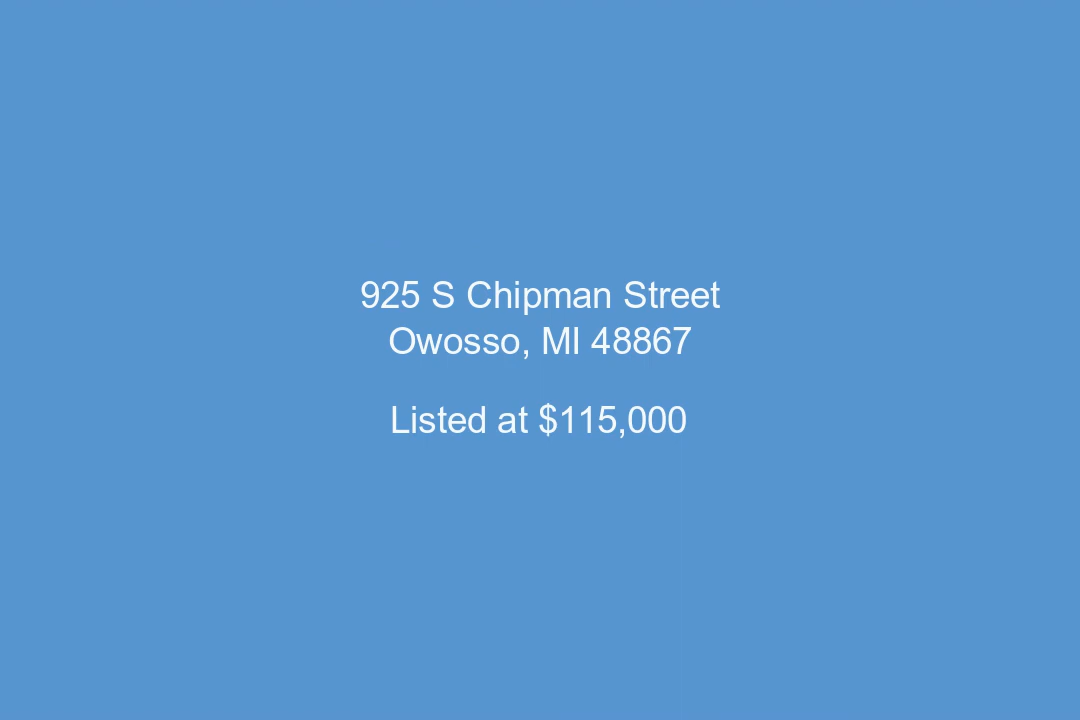 925 S Chipman Street
Owosso, MI 48867
Listed at $115,000